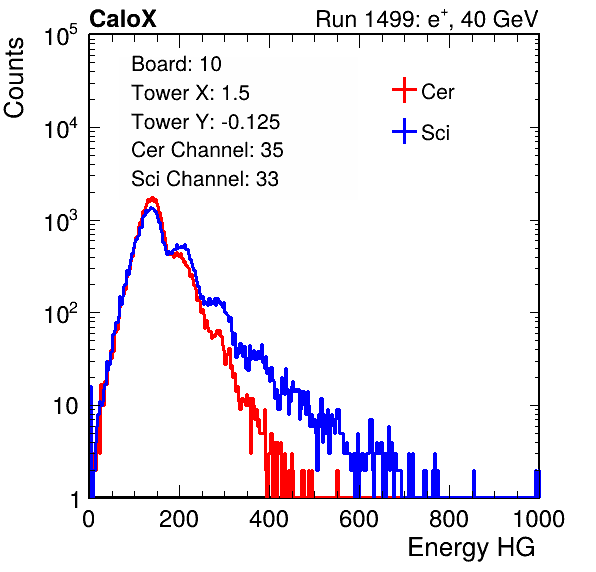 CaloX Run 1499: e⁺, 40 GeV
Counts
Board: 10
Tower X: 1.5
Tower Y: -0.125
Cer Channel: 35
Sci Channel: 33
Cer
Sci
10⁵
10⁴
10³
10²
10
1
0 200 400 600 800 1000
Energy HG